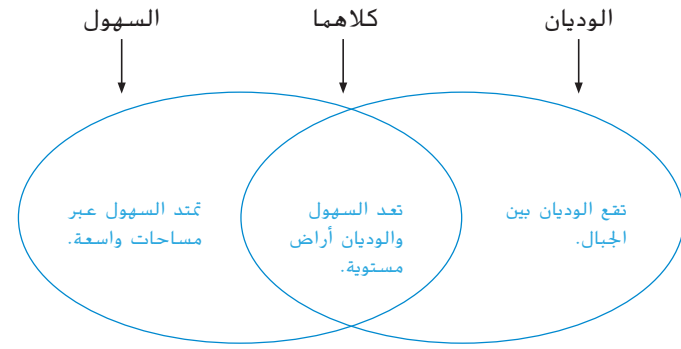 الوديان
كلاهما
السهول
تقع الوديان بين
الجبال.
تعد السهول
والوديان أراض
مستوية.
تمتد السهول عبر
مساحات واسعة.